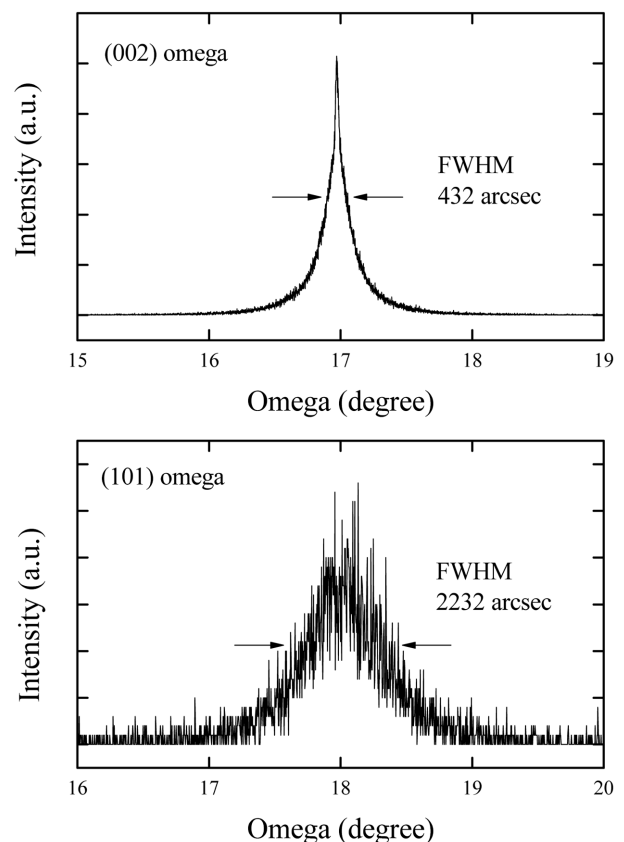 (002) omega
Intensity (a.u.)
FWHM
432 arcsec
15 16 17 18 19
Omega (degree)
(101) omega
Intensity (a.u.)
FWHM
2232 arcsec
16 17 18 19 20
Omega (degree)